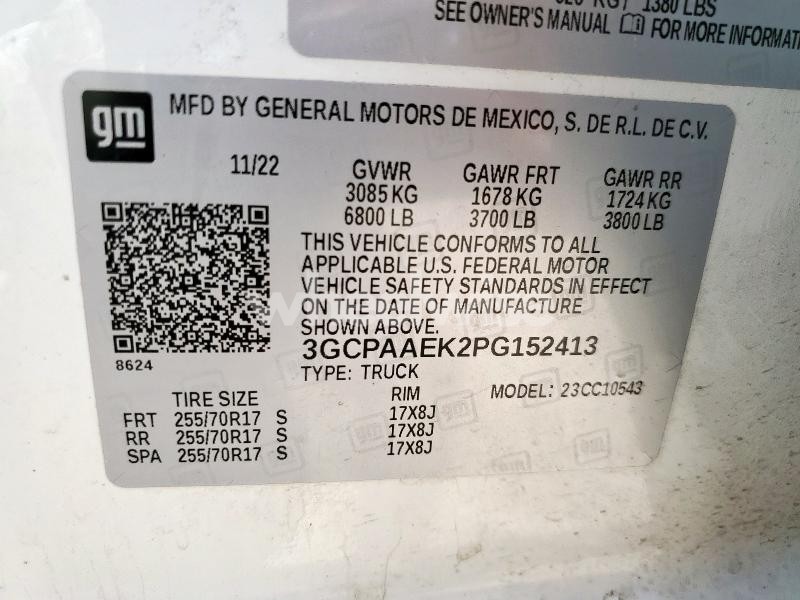 1380 LBS
SEE OWNER'S MANUAL FOR MORE
gm MFD BY GENERAL MOTORS DE MEXICO, S. DE R.L. DE C.V.
11/22 GVWR GAWR FRT GAWR RR
3085 KG 1678 KG 1724 KG
6800 LB 3700 LB 3800 LB
THIS VEHICLE CONFORMS TO ALL
APPLICABLE U.S. FEDERAL MOTOR
VEHICLE SAFETY STANDARDS IN EFFECT
ON THE DATE OF MANUFACTURE
SHOWN ABOVE.
3GCPAAEK2PG152413
8624
TYPE: TRUCK
TIRE SIZE RIM MODEL: 23CC10543
FRT 255/70R17 S 17X8J
RR 255/70R17 S 17X8J
SPA 255/70R17 S 17X8J